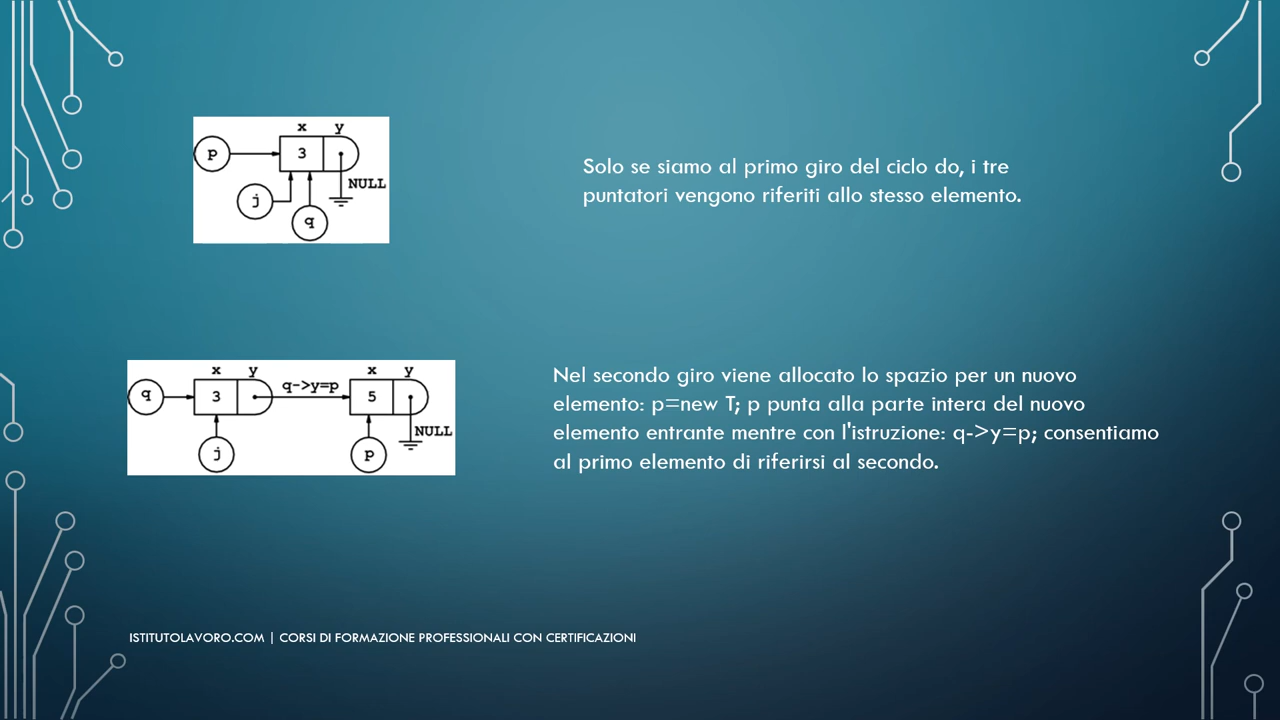 x y
p 3
NULL
j
q
Solo se siamo al primo giro del ciclo do, i tre
puntatori vengono riferiti allo stesso elemento.
x y x y
q 3 q->y=p 5
NULL
j p
Nel secondo giro viene allocato lo spazio per un nuovo
elemento: p=new T; p punta alla parte intera del nuovo
elemento entrante mentre con l'istruzione: q->y=p; consentiamo
al primo elemento di riferirsi al secondo.
ISTITUTOLAVORO.COM | CORSI DI FORMAZIONE PROFESSIONALI CON CERTIFICAZIONI